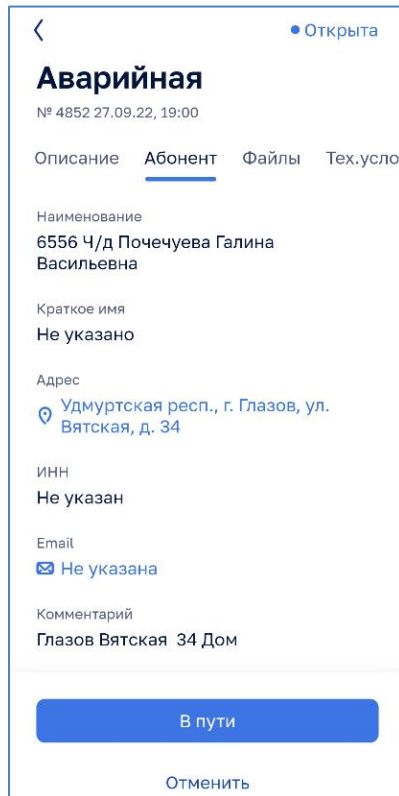 Открыта
Аварийная
№ 4852 27.09.22, 19:00
Описание Абонент Файлы Тех.усло
Наименование
6556 Ч/д Почечуева Галина
Васильевна
Краткое имя
Не указано
Адрес
Удмуртская респ., г. Глазов, ул.
Вятская, д. 34
ИНН
Не указан
Email
Не указана
Комментарий
Глазов Вятская 34 Дом
В пути
Отменить